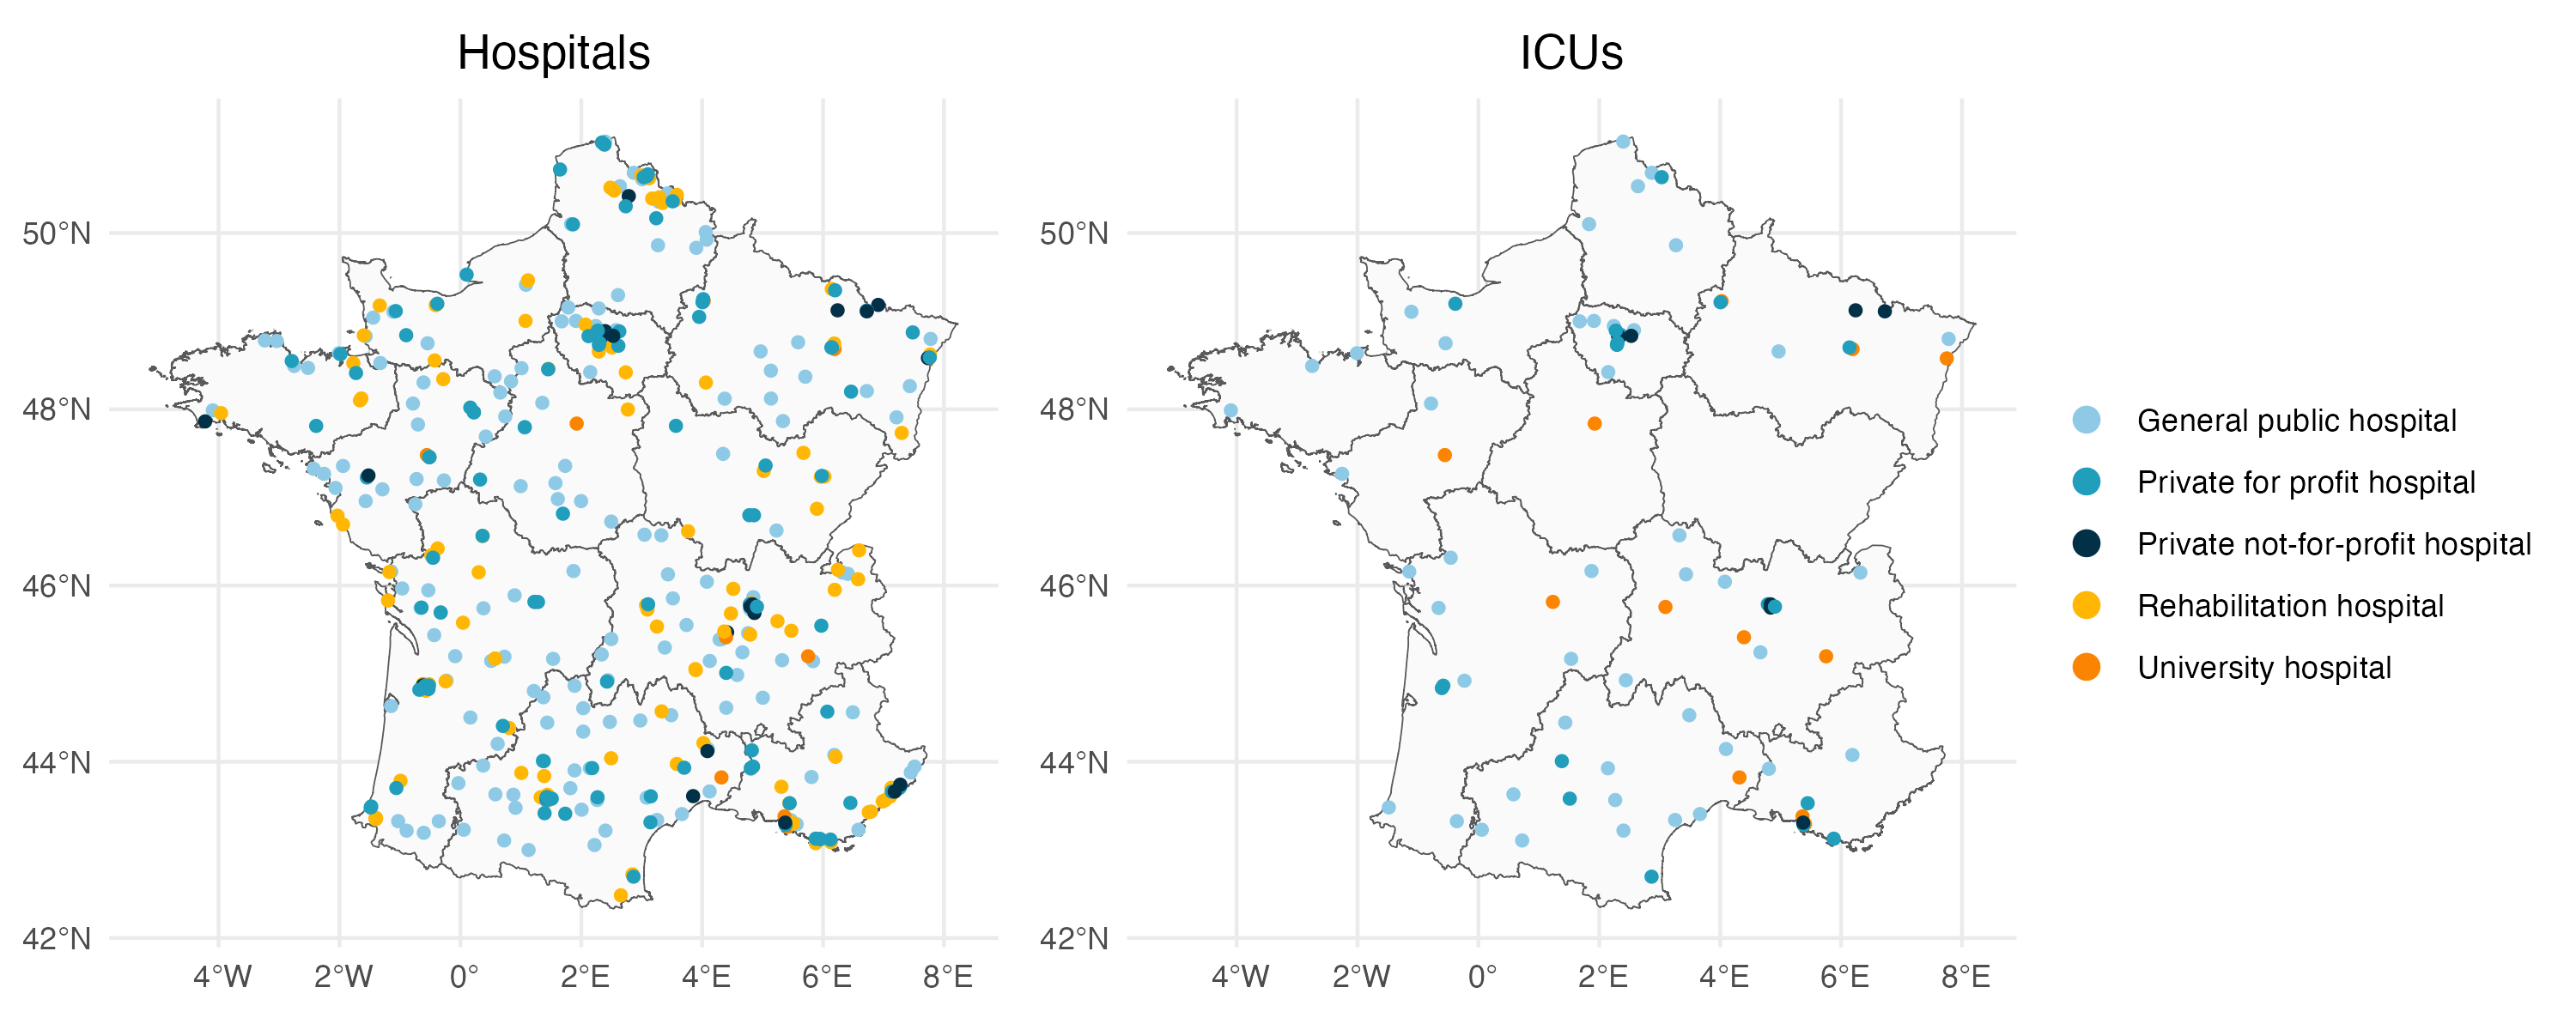 Hospitals
ICUs
50°N
48°N
46°N
44°N
42°N
4°W 2°W 0° 2°E 4°E 6°E 8°E
50°N
48°N
46°N
44°N
42°N
4°W 2°W 0° 2°E 4°E 6°E 8°E
General public hospital
Private for profit hospital
Private not-for-profit hospital
Rehabilitation hospital
University hospital